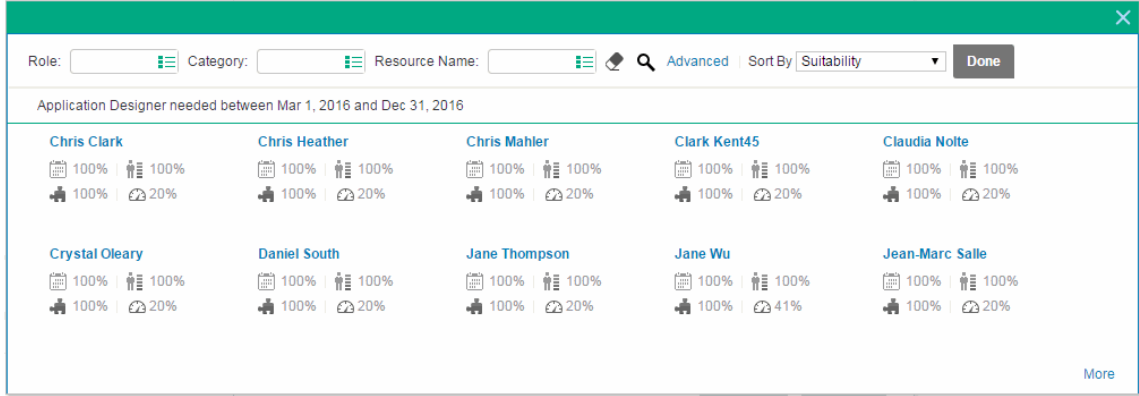 Role: Category: Resource Name: Advanced Sort By Suitability Done
Application Designer needed between Mar 1, 2016 and Dec 31, 2016
Chris Clark Chris Heather Chris Mahler Clark Kent45 Claudia Nolte
100% 100% 100% 100% 100% 100% 100% 100% 100% 100%
100% 20% 100% 20% 100% 20% 100% 20% 100% 20%
Crystal Oleary Daniel South Jane Thompson Jane Wu Jean-Marc Salle
100% 100% 100% 100% 100% 100% 100% 100% 100% 100%
100% 20% 100% 20% 100% 20% 100% 41% 100% 20%
More